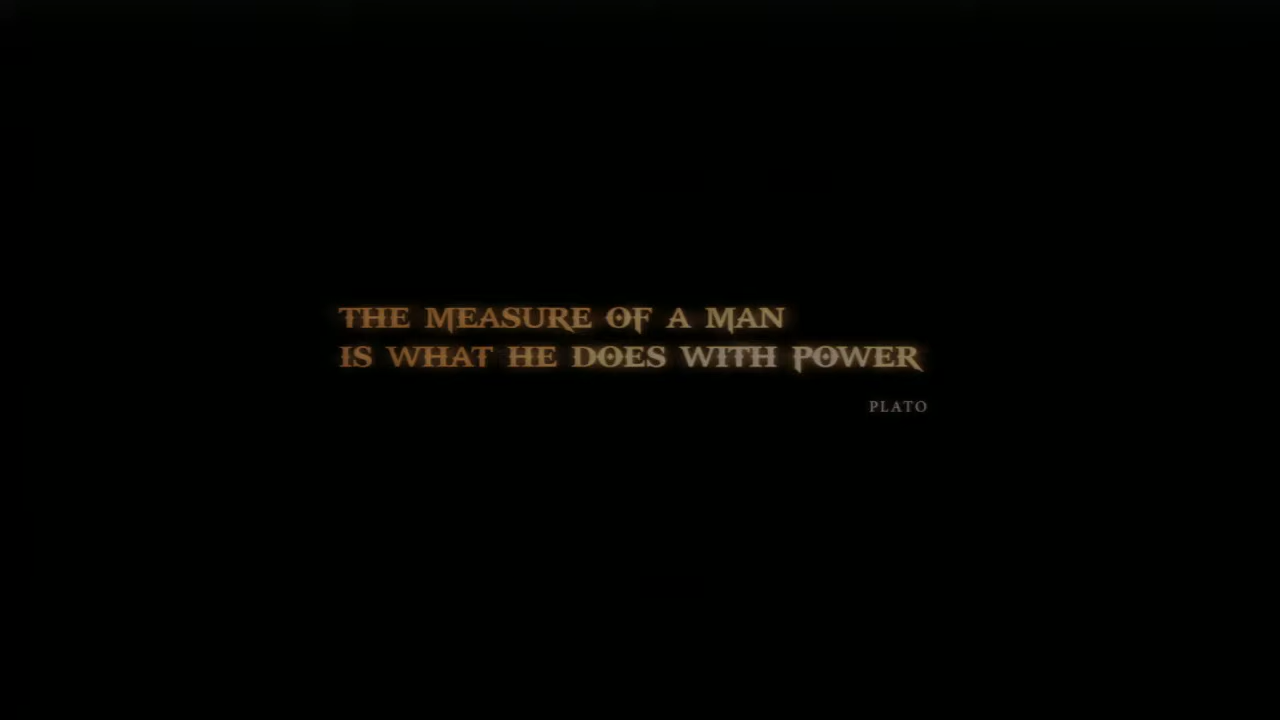 THE MEASURE OF A MAN
IS WHAT HE DOES WITH POWER
PLATO